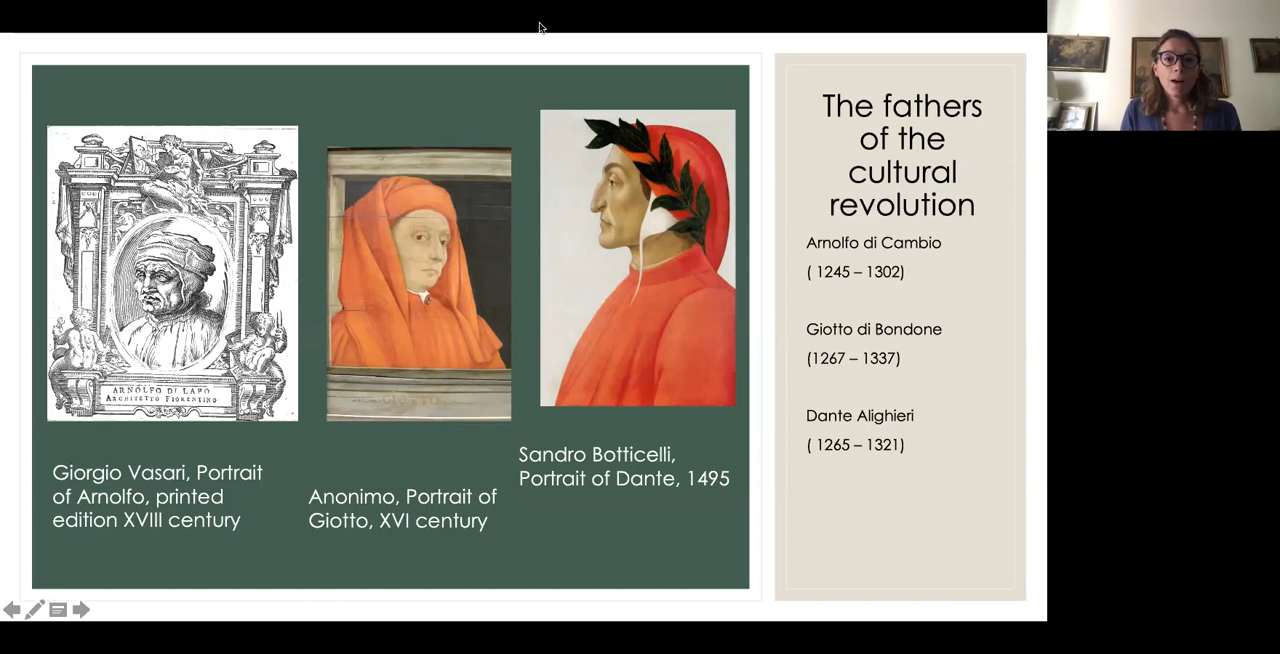 ARNOLFO DI LAPO
ARCHITETTO FIORENTINO
GIOTTO
Giorgio Vasari, Portrait
of Arnolfo, printed
edition XVIII century
Anonimo, Portrait of
Giotto, XVI century
Sandro Botticelli,
Portrait of Dante, 1495
The fathers
of the
cultural
revolution
Arnolfo di Cambio
( 1245 – 1302)
Giotto di Bondone
(1267 – 1337)
Dante Alighieri
( 1265 – 1321)